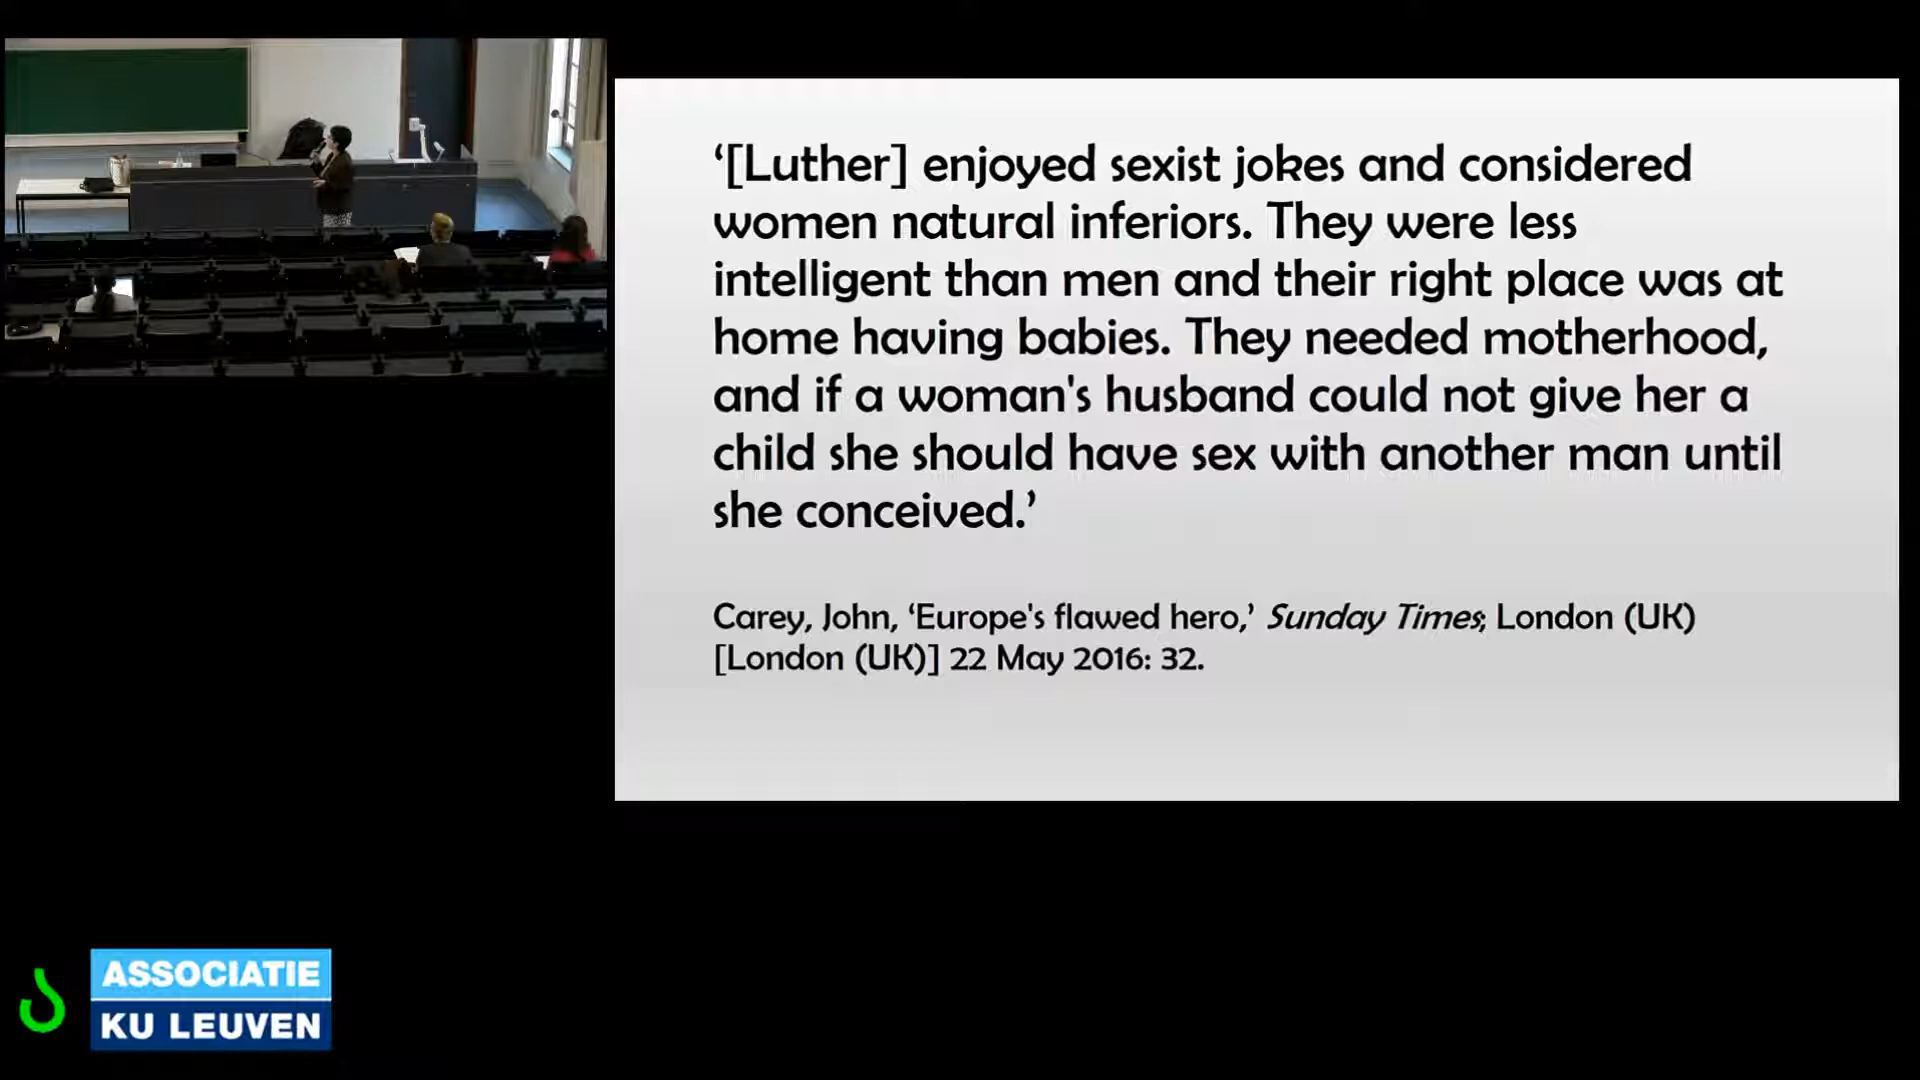 ‘[Luther] enjoyed sexist jokes and considered
women natural inferiors. They were less
intelligent than men and their right place was at
home having babies. They needed motherhood,
and if a woman's husband could not give her a
child she should have sex with another man until
she conceived.’
Carey, John, ‘Europe's flawed hero,’ Sunday Times; London (UK)
[London (UK)] 22 May 2016: 32.
ASSOCIATIE
KU LEUVEN